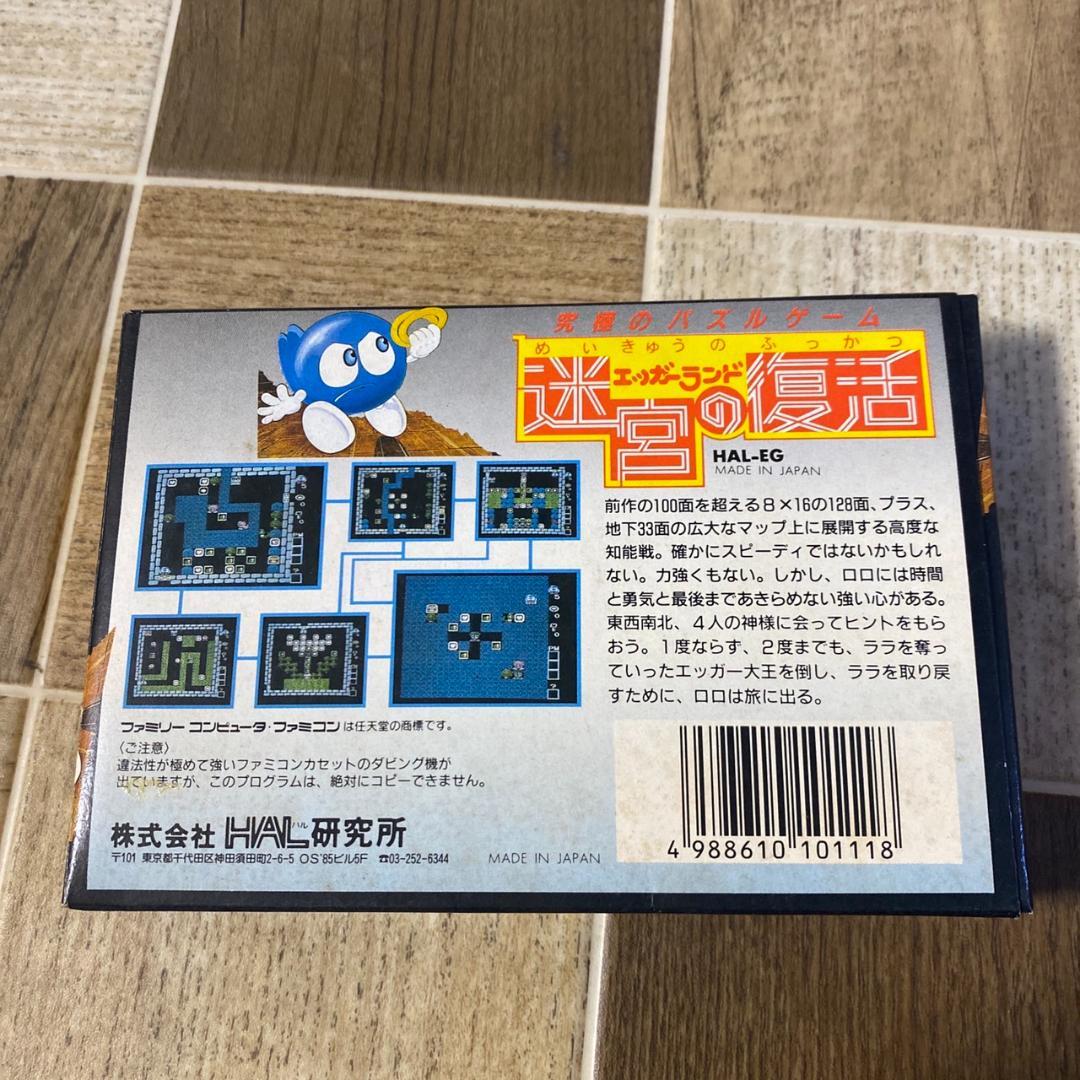 究極のパズルゲーム
めいきゅうのふっかつ
エッガーランド
迷宮の復活
HAL-EG
MADE IN JAPAN
前作の100面を超える8×16の128面、プラス、
地下33面の広大なマップ上に展開する高度な
知能戦。確かにスピーディではないかもしれ
ない。力強くもない。しかし、ロロには時間
と勇気と最後まであきらめない強い心がある。
東西南北、4人の神様に会ってヒントをもら
おう。1度ならず、2度までも、ララを奪っ
ていったエッガー大王を倒し、ララを取り戻
すために、ロロは旅に出る。
ファミリーコンピュータ・ファミコンは任天堂の商標です。
〈ご注意〉
違法性が極めて強いファミコンカセットのダビング機が
出ていますが、このプログラムは、絶対にコピーできません。
株式会社 HAL研究所
ハル
〒101 東京都千代田区神田須田町2-6-5 OS'85ビル5F ☎03-252-6344
MADE IN JAPAN
4 988610 101118